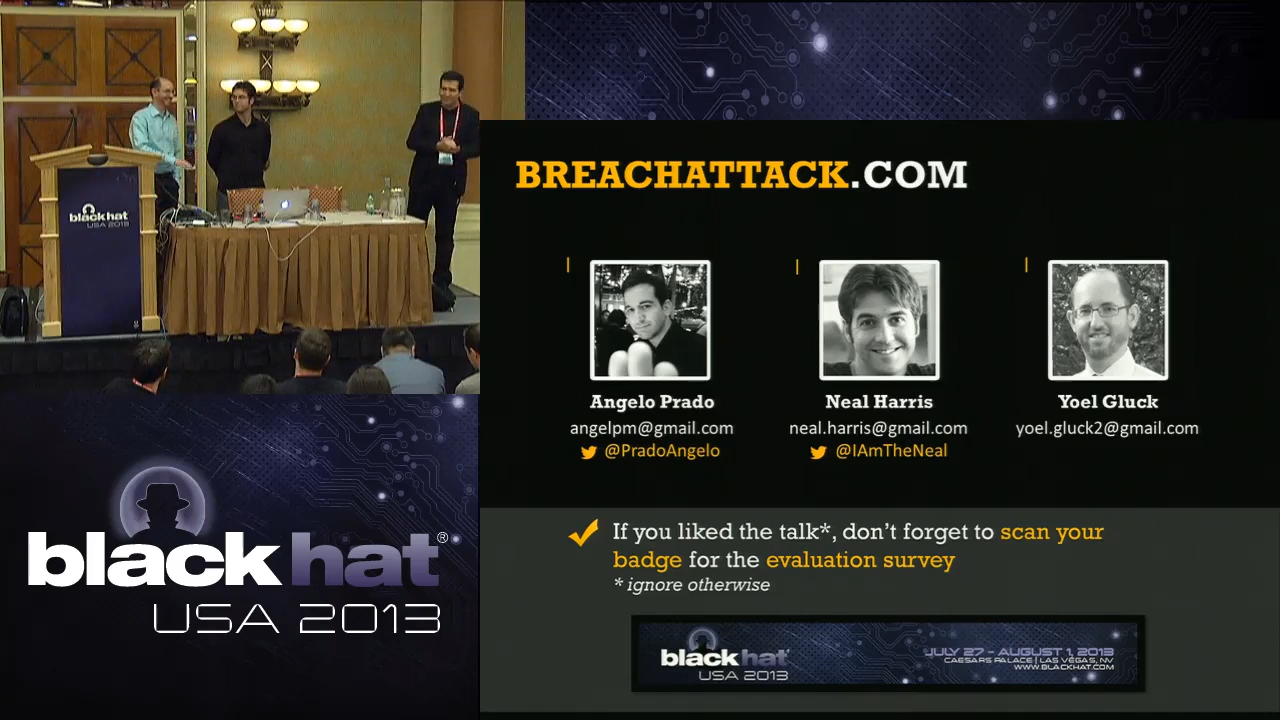 black hat
USA 2013
BREACHATTACK.COM
Angelo Prado
angelpm@gmail.com
@PradoAngelo
Neal Harris
neal.harris@gmail.com
@IAmTheNeal
Yoel Gluck
yoel.gluck2@gmail.com
If you liked the talk*, don't forget to scan your
badge for the evaluation survey
* ignore otherwise
black hat®
USA 2013
black hat
USA 2013
JULY 27 - AUGUST 1, 2013
CAESARS PALACE | LAS VEGAS, NV
WWW.BLACKHAT.COM